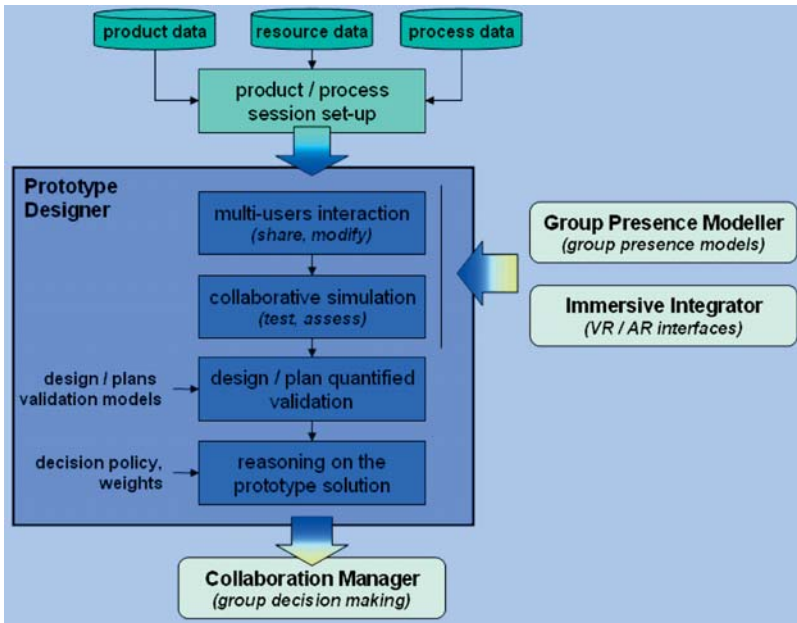 product data
resource data
process data
product / process
session set-up
Prototype
Designer
multi-users interaction
(share, modify)
collaborative simulation
(test, assess)
design / plans
validation models
design / plan quantified
validation
decision policy,
weights
reasoning on the
prototype solution
Group Presence Modeller
(group presence models)
Immersive Integrator
(VR / AR interfaces)
Collaboration Manager
(group decision making)